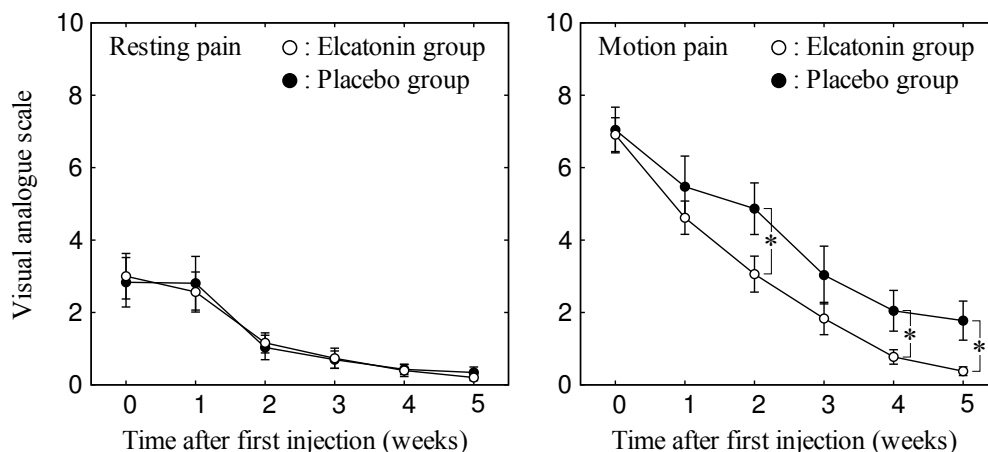 Visual analogue scale
10
8
6
4
2
0
Resting pain
: Elcatonin group
: Placebo group
0 1 2 3 4 5
Time after first injection (weeks)
10
8
6
4
2
0
Motion pain
: Elcatonin group
: Placebo group
*
*
*
0 1 2 3 4 5
Time after first injection (weeks)